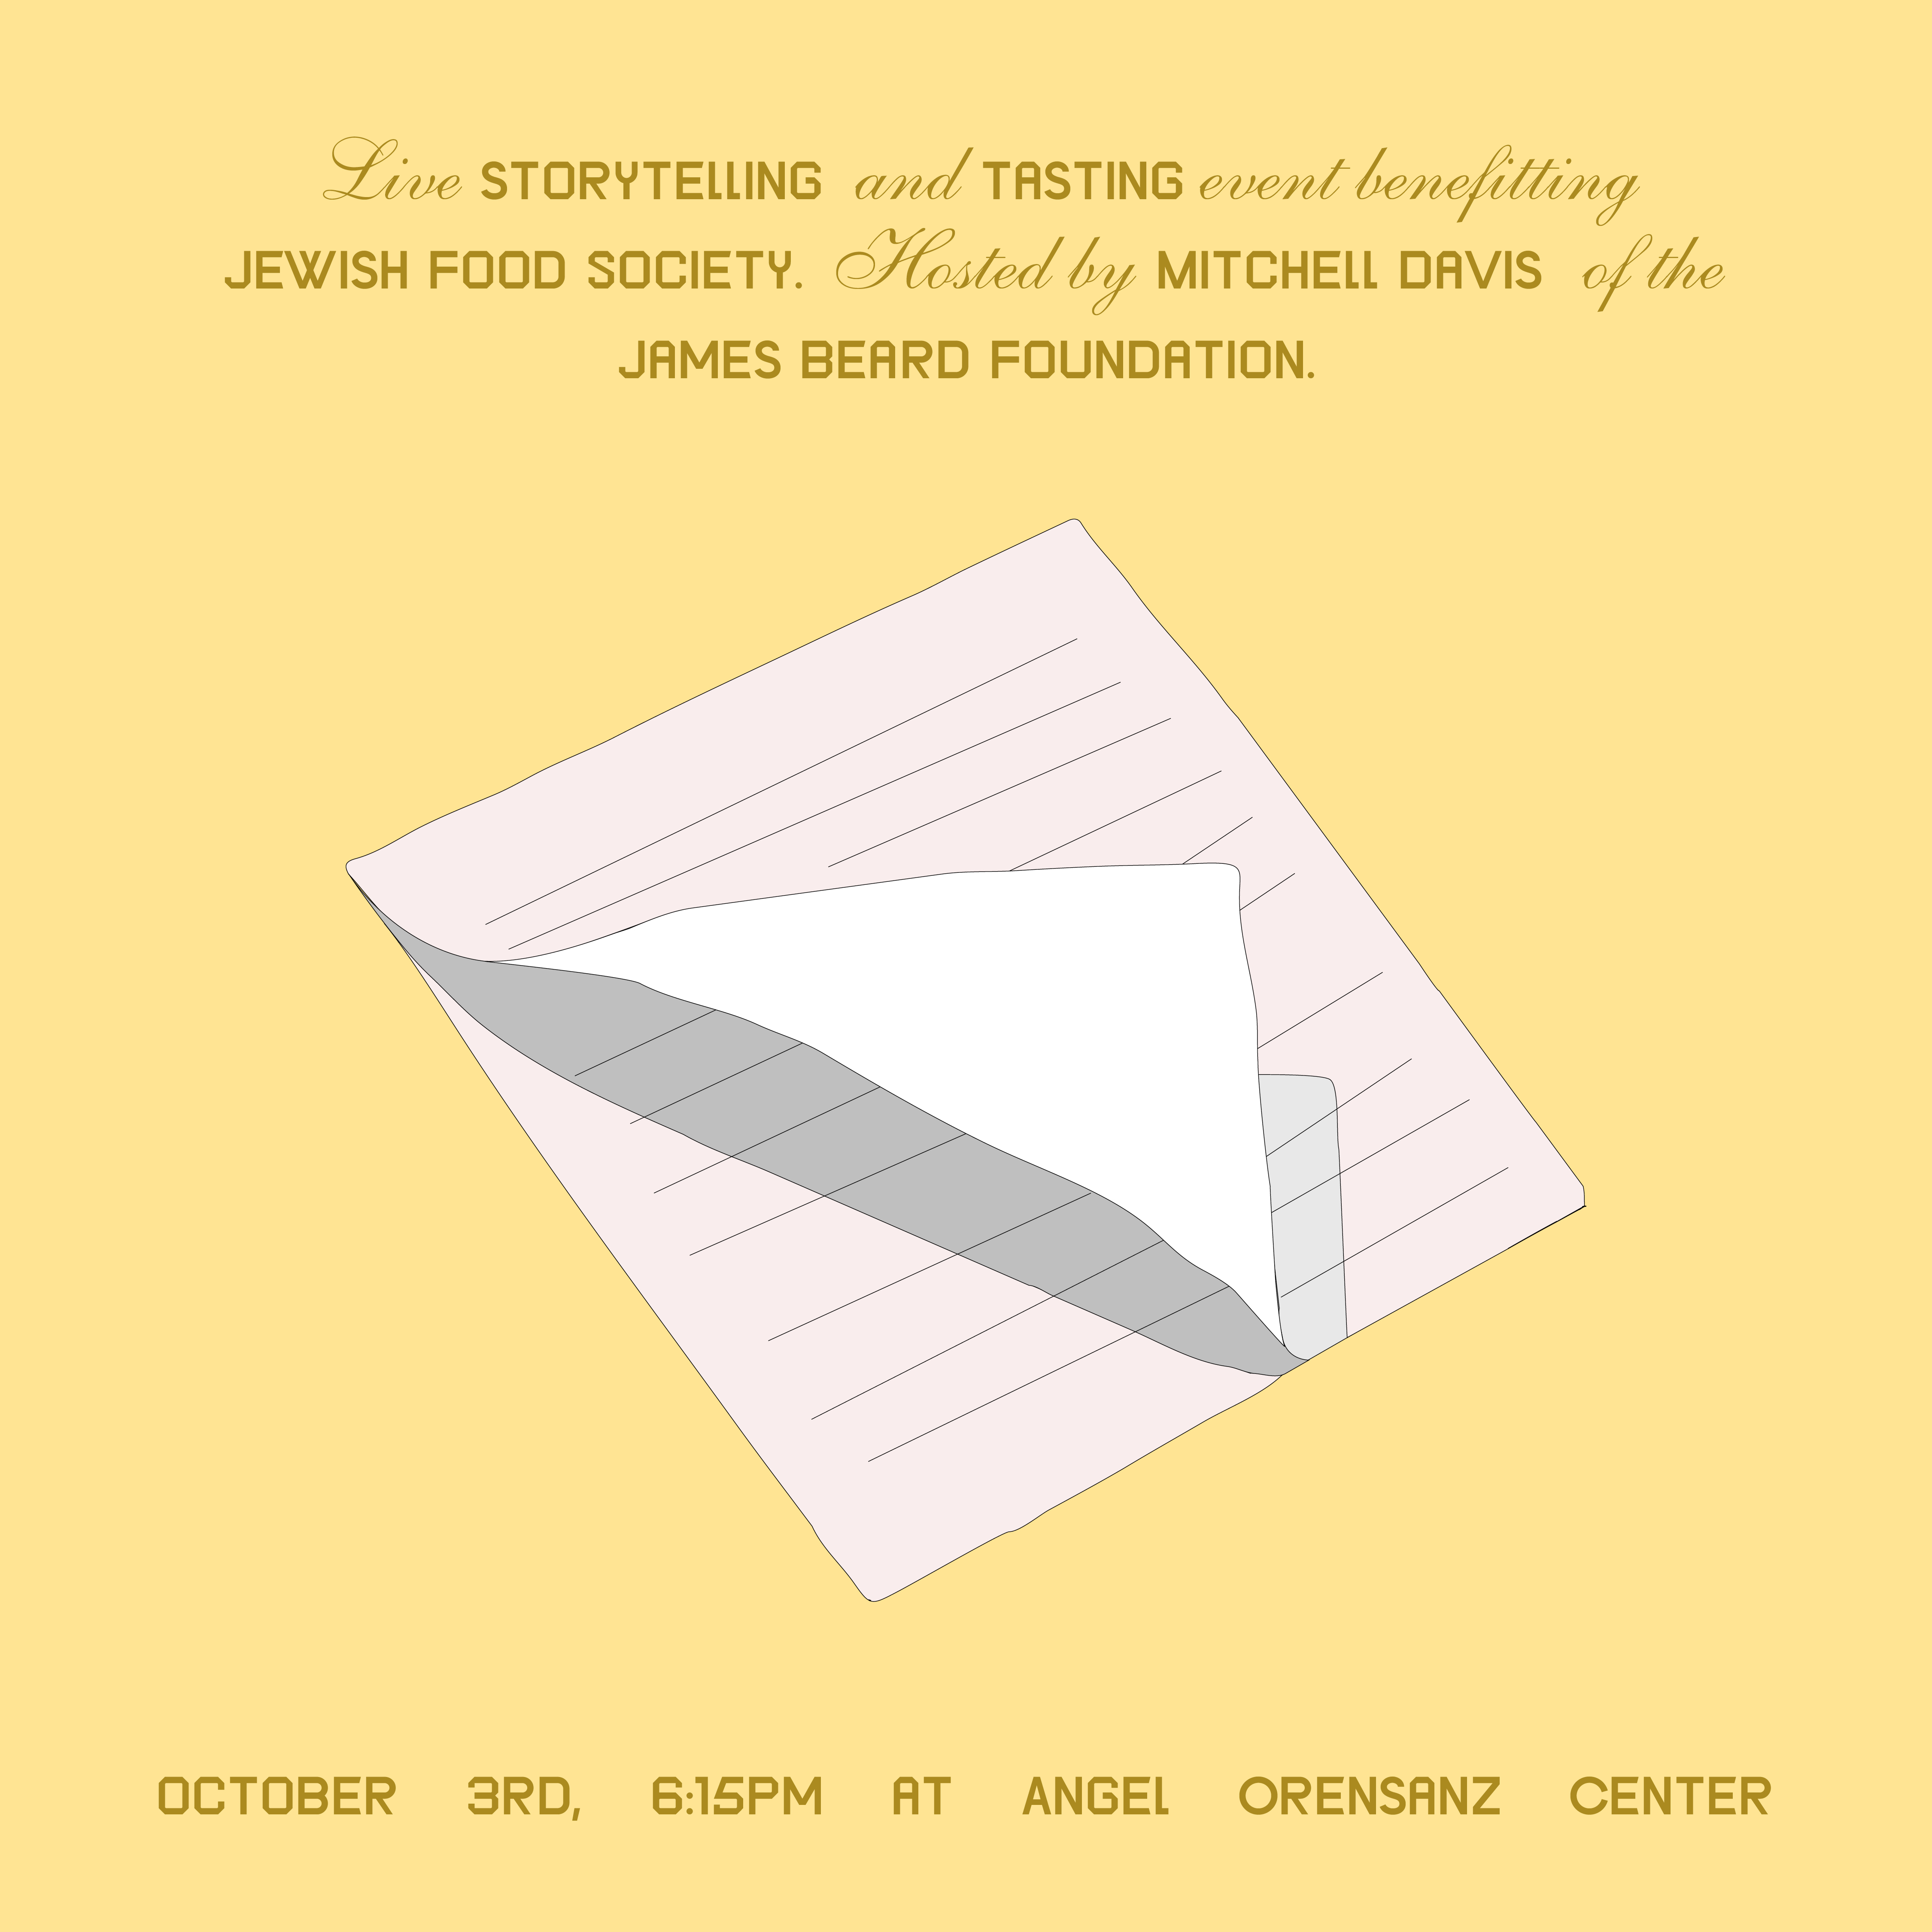 Live STORYTELLING and TASTING event benefitting
JEWISH FOOD SOCIETY. Hosted by MITCHELL DAVIS of the
JAMES BEARD FOUNDATION.
OCTOBER 3RD, 6:15PM AT ANGEL ORENSANZ CENTER